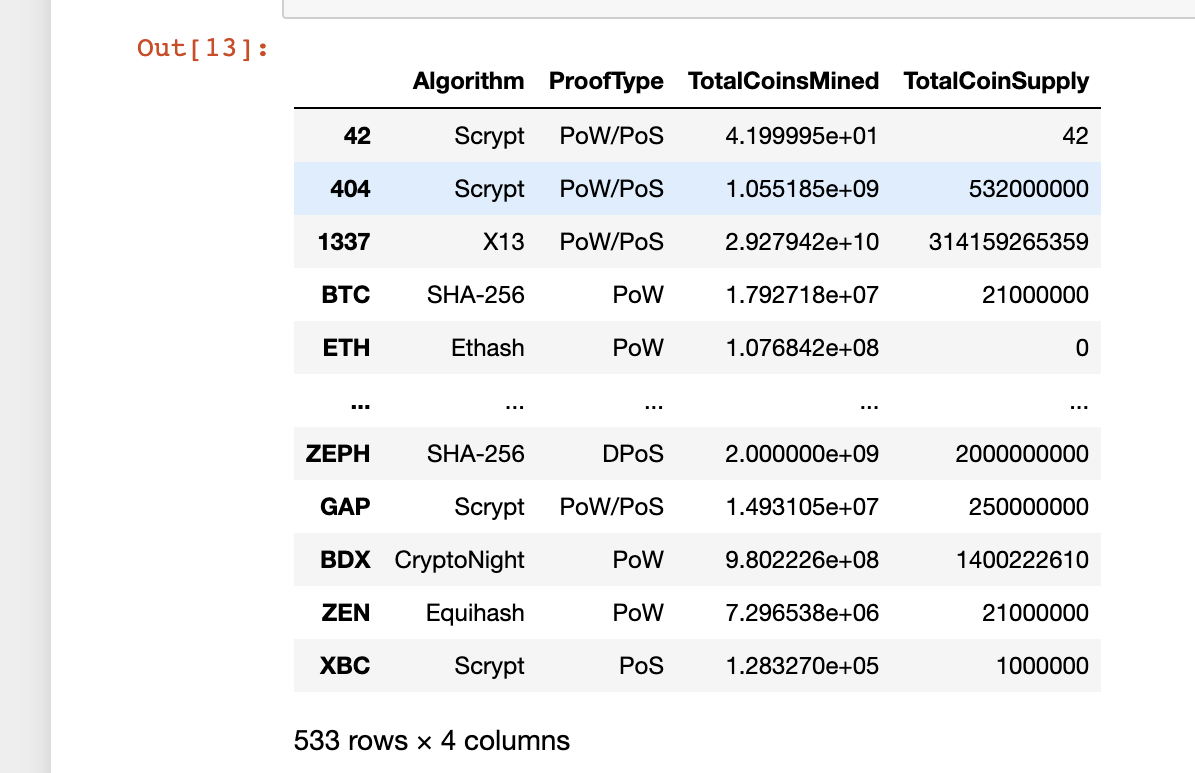 Out[13]:
Algorithm ProofType TotalCoinsMined TotalCoinSupply
42 Scrypt PoW/PoS 4.199995e+01 42
404 Scrypt PoW/PoS 1.055185e+09 532000000
1337 X13 PoW/PoS 2.927942e+10 314159265359
BTC SHA-256 PoW 1.792718e+07 21000000
ETH Ethash PoW 1.076842e+08 0
... ... ... ... ...
ZEPH SHA-256 DPoS 2.000000e+09 2000000000
GAP Scrypt PoW/PoS 1.493105e+07 250000000
BDX CryptoNight PoW 9.802226e+08 1400222610
ZEN Equihash PoW 7.296538e+06 21000000
XBC Scrypt PoS 1.283270e+05 1000000
533 rows × 4 columns